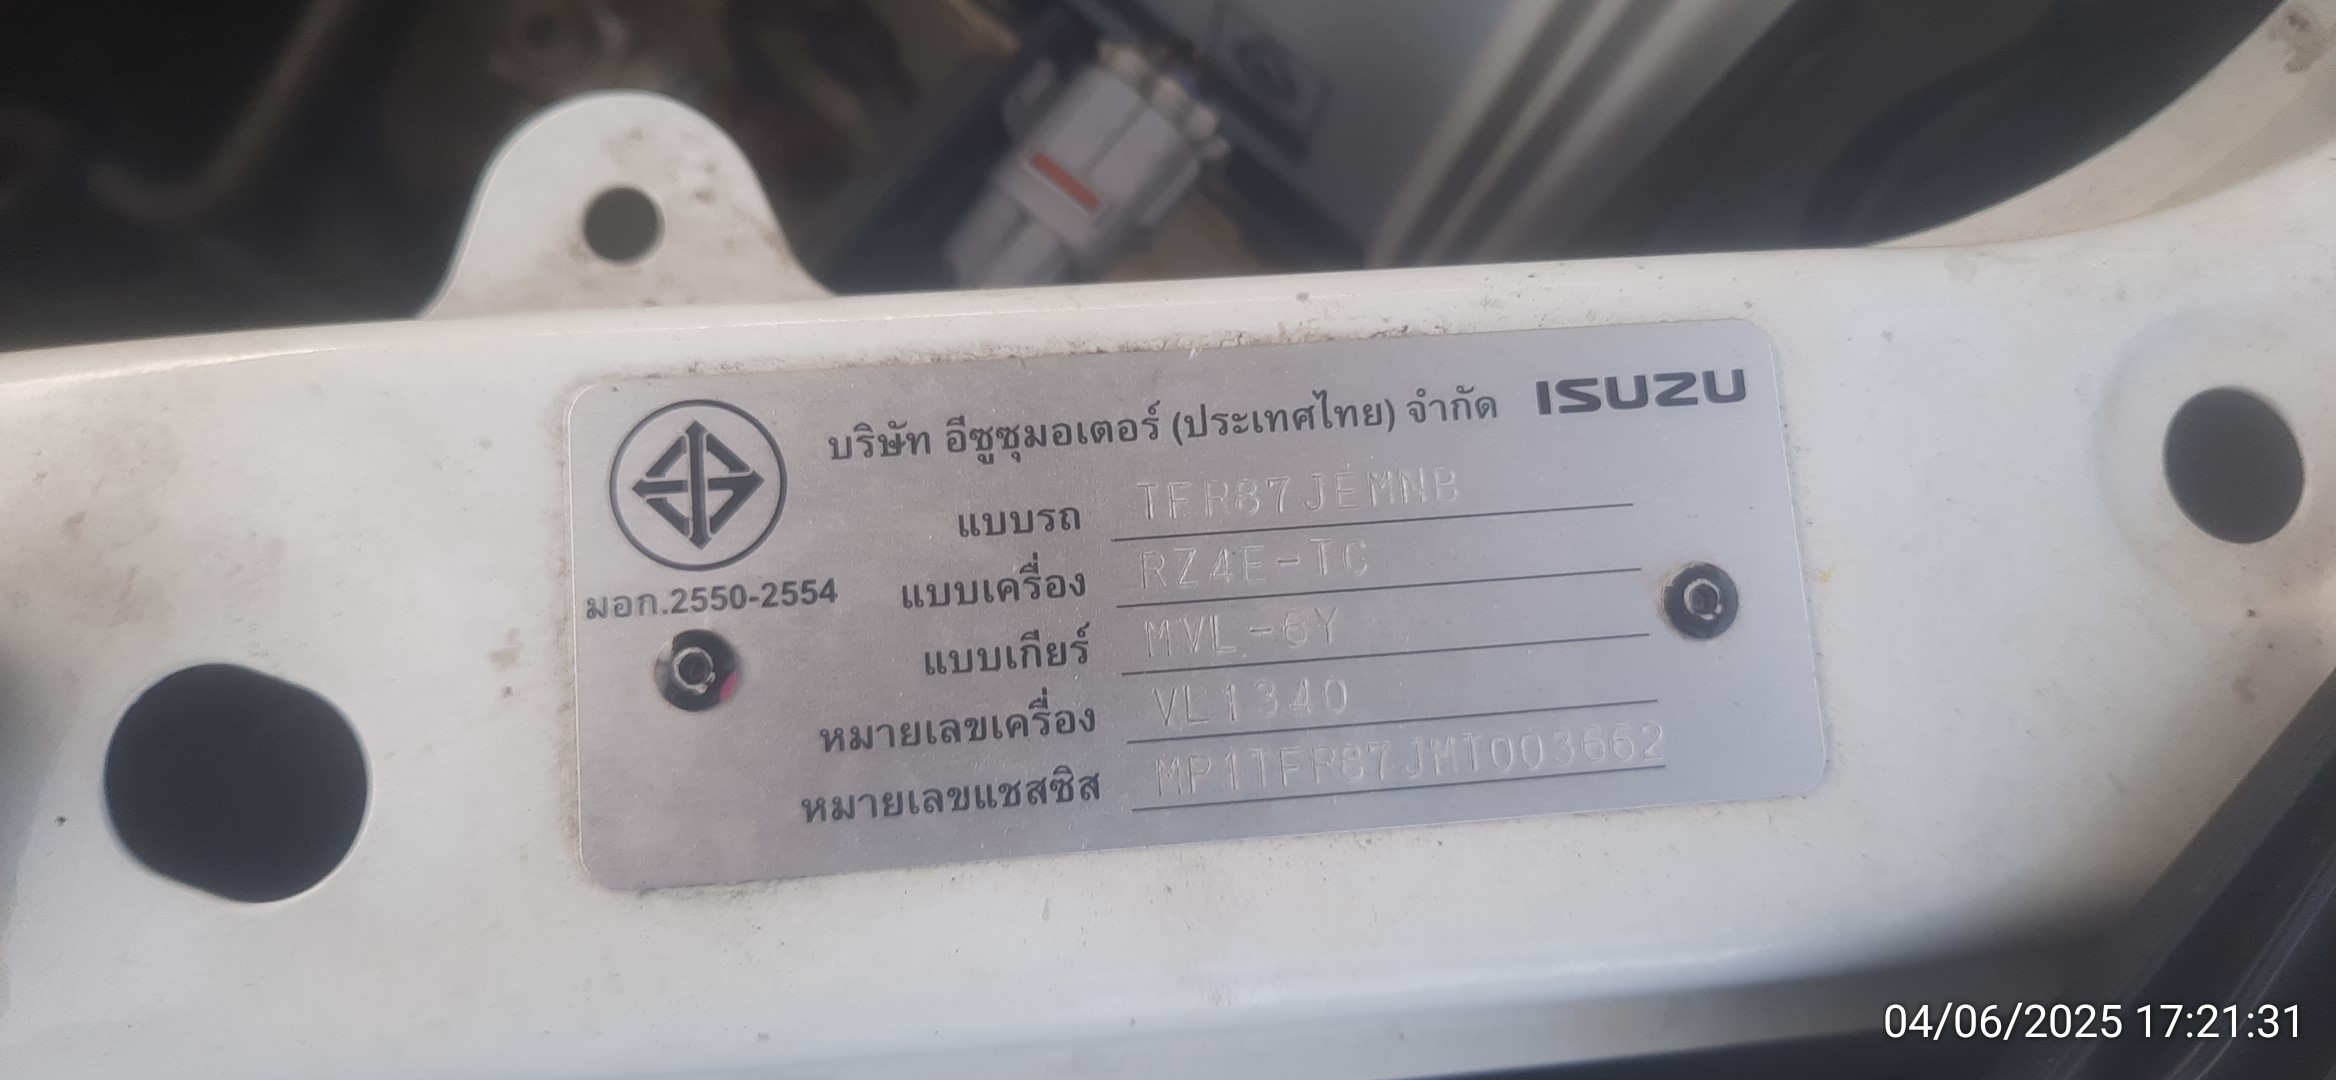 บริษัท อีซูซุมอเตอร์ (ประเทศไทย) จำกัด ISUZU
แบบรถ TFR87JEMNB
มอก.2550-2554
แบบเครื่อง RZ4E-TC
แบบเกียร์ MVL-6Y
หมายเลขเครื่อง VL1340
หมายเลขแชสซิส MP1TFR87JMT003662
04/06/2025 17:21:31